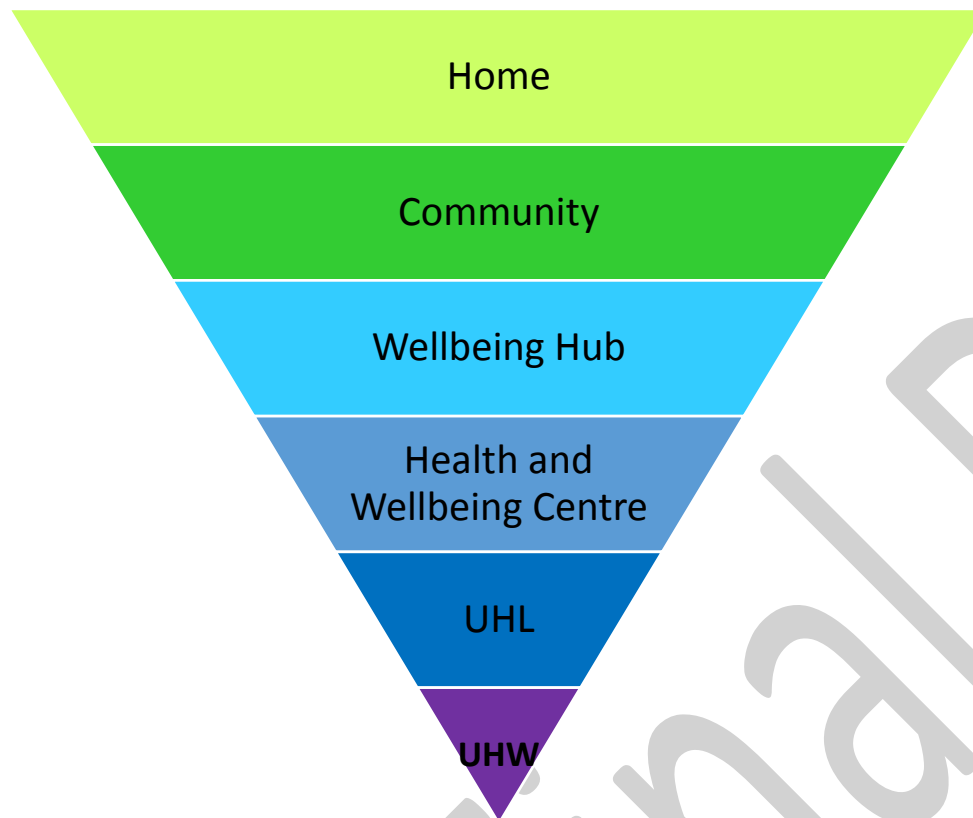 Home
Community
Wellbeing Hub
Health and
Wellbeing Centre
UHL
UHW